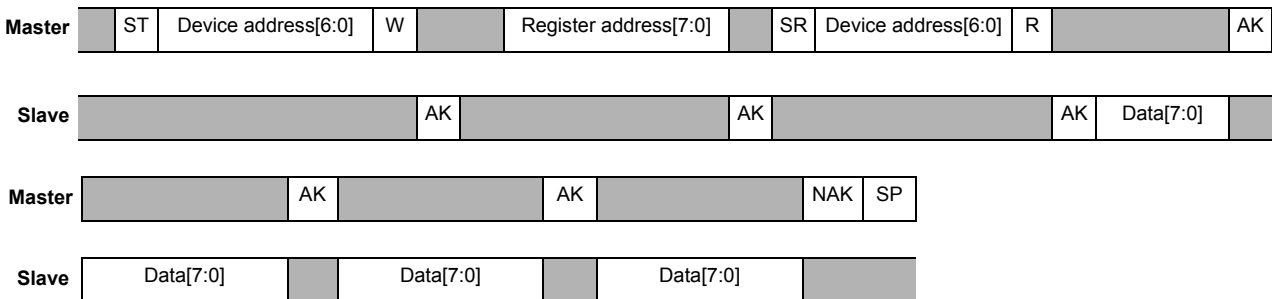 Master ST Device address[6:0] W Register address[7:0] SR Device address[6:0] R AK
Slave AK AK AK Data[7:0]
Master AK AK NAK SP
Slave Data[7:0] Data[7:0] Data[7:0]